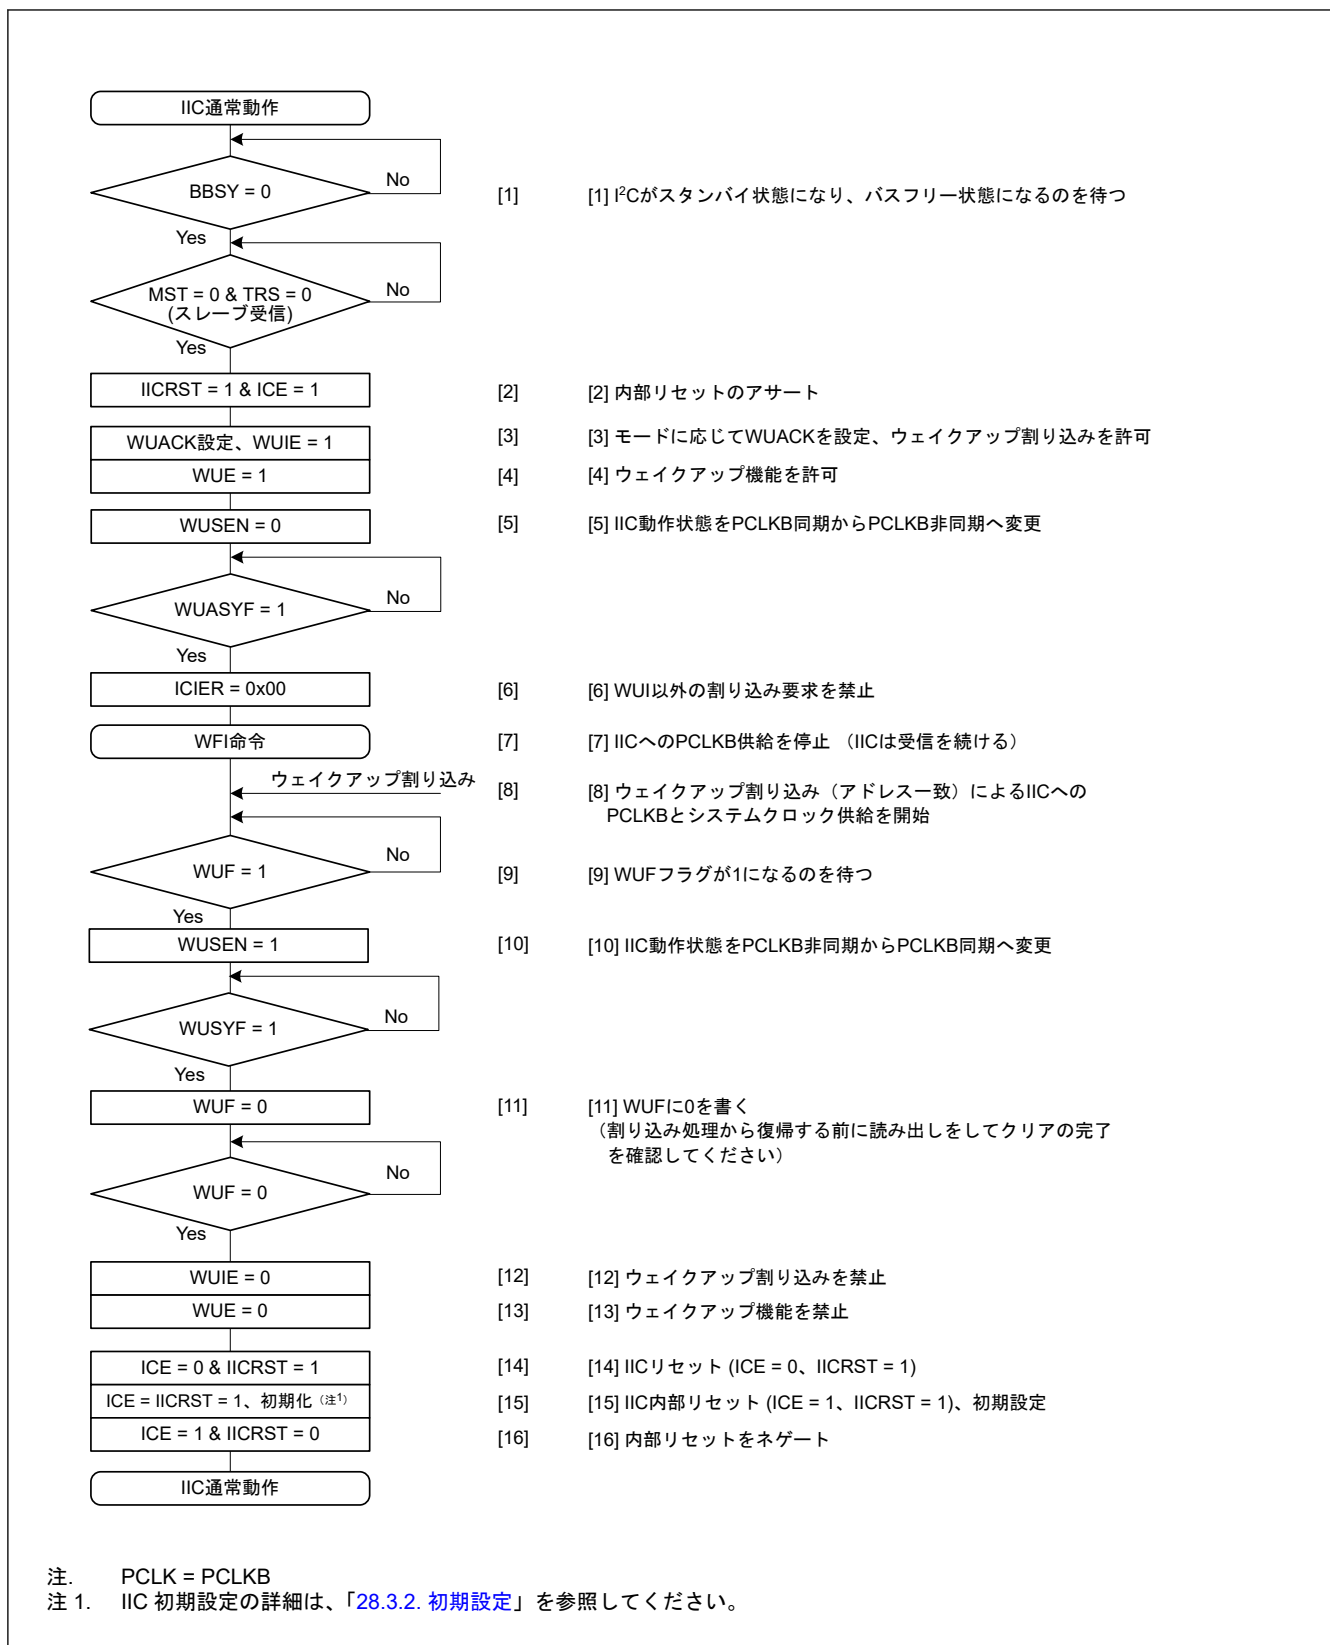 IIC通常動作
BBSY = 0
No
[1]
[1] I²Cがスタンバイ状態になり、バスフリー状態になるのを待つ
Yes
MST = 0 & TRS = 0
(スレーブ受信)
No
Yes
IICRST = 1 & ICE = 1
[2]
[2] 内部リセットのアサート
WUACK設定、WUIE = 1
[3]
[3] モードに応じてWUACKを設定、ウェイクアップ割り込みを許可
WUE = 1
[4]
[4] ウェイクアップ機能を許可
WUSEN = 0
[5]
[5] IIC動作状態をPCLKB同期からPCLKB非同期へ変更
WUASYF = 1
No
Yes
ICIER = 0x00
[6]
[6] WUI以外の割り込み要求を禁止
WFI命令
[7]
[7] IICへのPCLKB供給を停止 （IICは受信を続ける）
ウェイクアップ割り込み
[8]
[8] ウェイクアップ割り込み（アドレス一致）によるIICへの
PCLKBとシステムクロック供給を開始
WUF = 1
No
[9]
[9] WUFフラグが1になるのを待つ
Yes
WUSEN = 1
[10]
[10] IIC動作状態をPCLKB非同期からPCLKB同期へ変更
WUSYF = 1
No
Yes
WUF = 0
[11]
[11] WUFに0を書く
（割り込み処理から復帰する前に読み出しをしてクリアの完了
を確認してください）
WUF = 0
No
Yes
WUIE = 0
[12]
[12] ウェイクアップ割り込みを禁止
WUE = 0
[13]
[13] ウェイクアップ機能を禁止
ICE = 0 & IICRST = 1
[14]
[14] IICリセット (ICE = 0、IICRST = 1)
ICE = IICRST = 1、初期化（注1）
[15]
[15] IIC内部リセット (ICE = 1、IICRST = 1)、初期設定
ICE = 1 & IICRST = 0
[16]
[16] 内部リセットをネゲート
IIC通常動作
注. PCLK = PCLKB
注 1. IIC 初期設定の詳細は、「28.3.2. 初期設定」を参照してください。